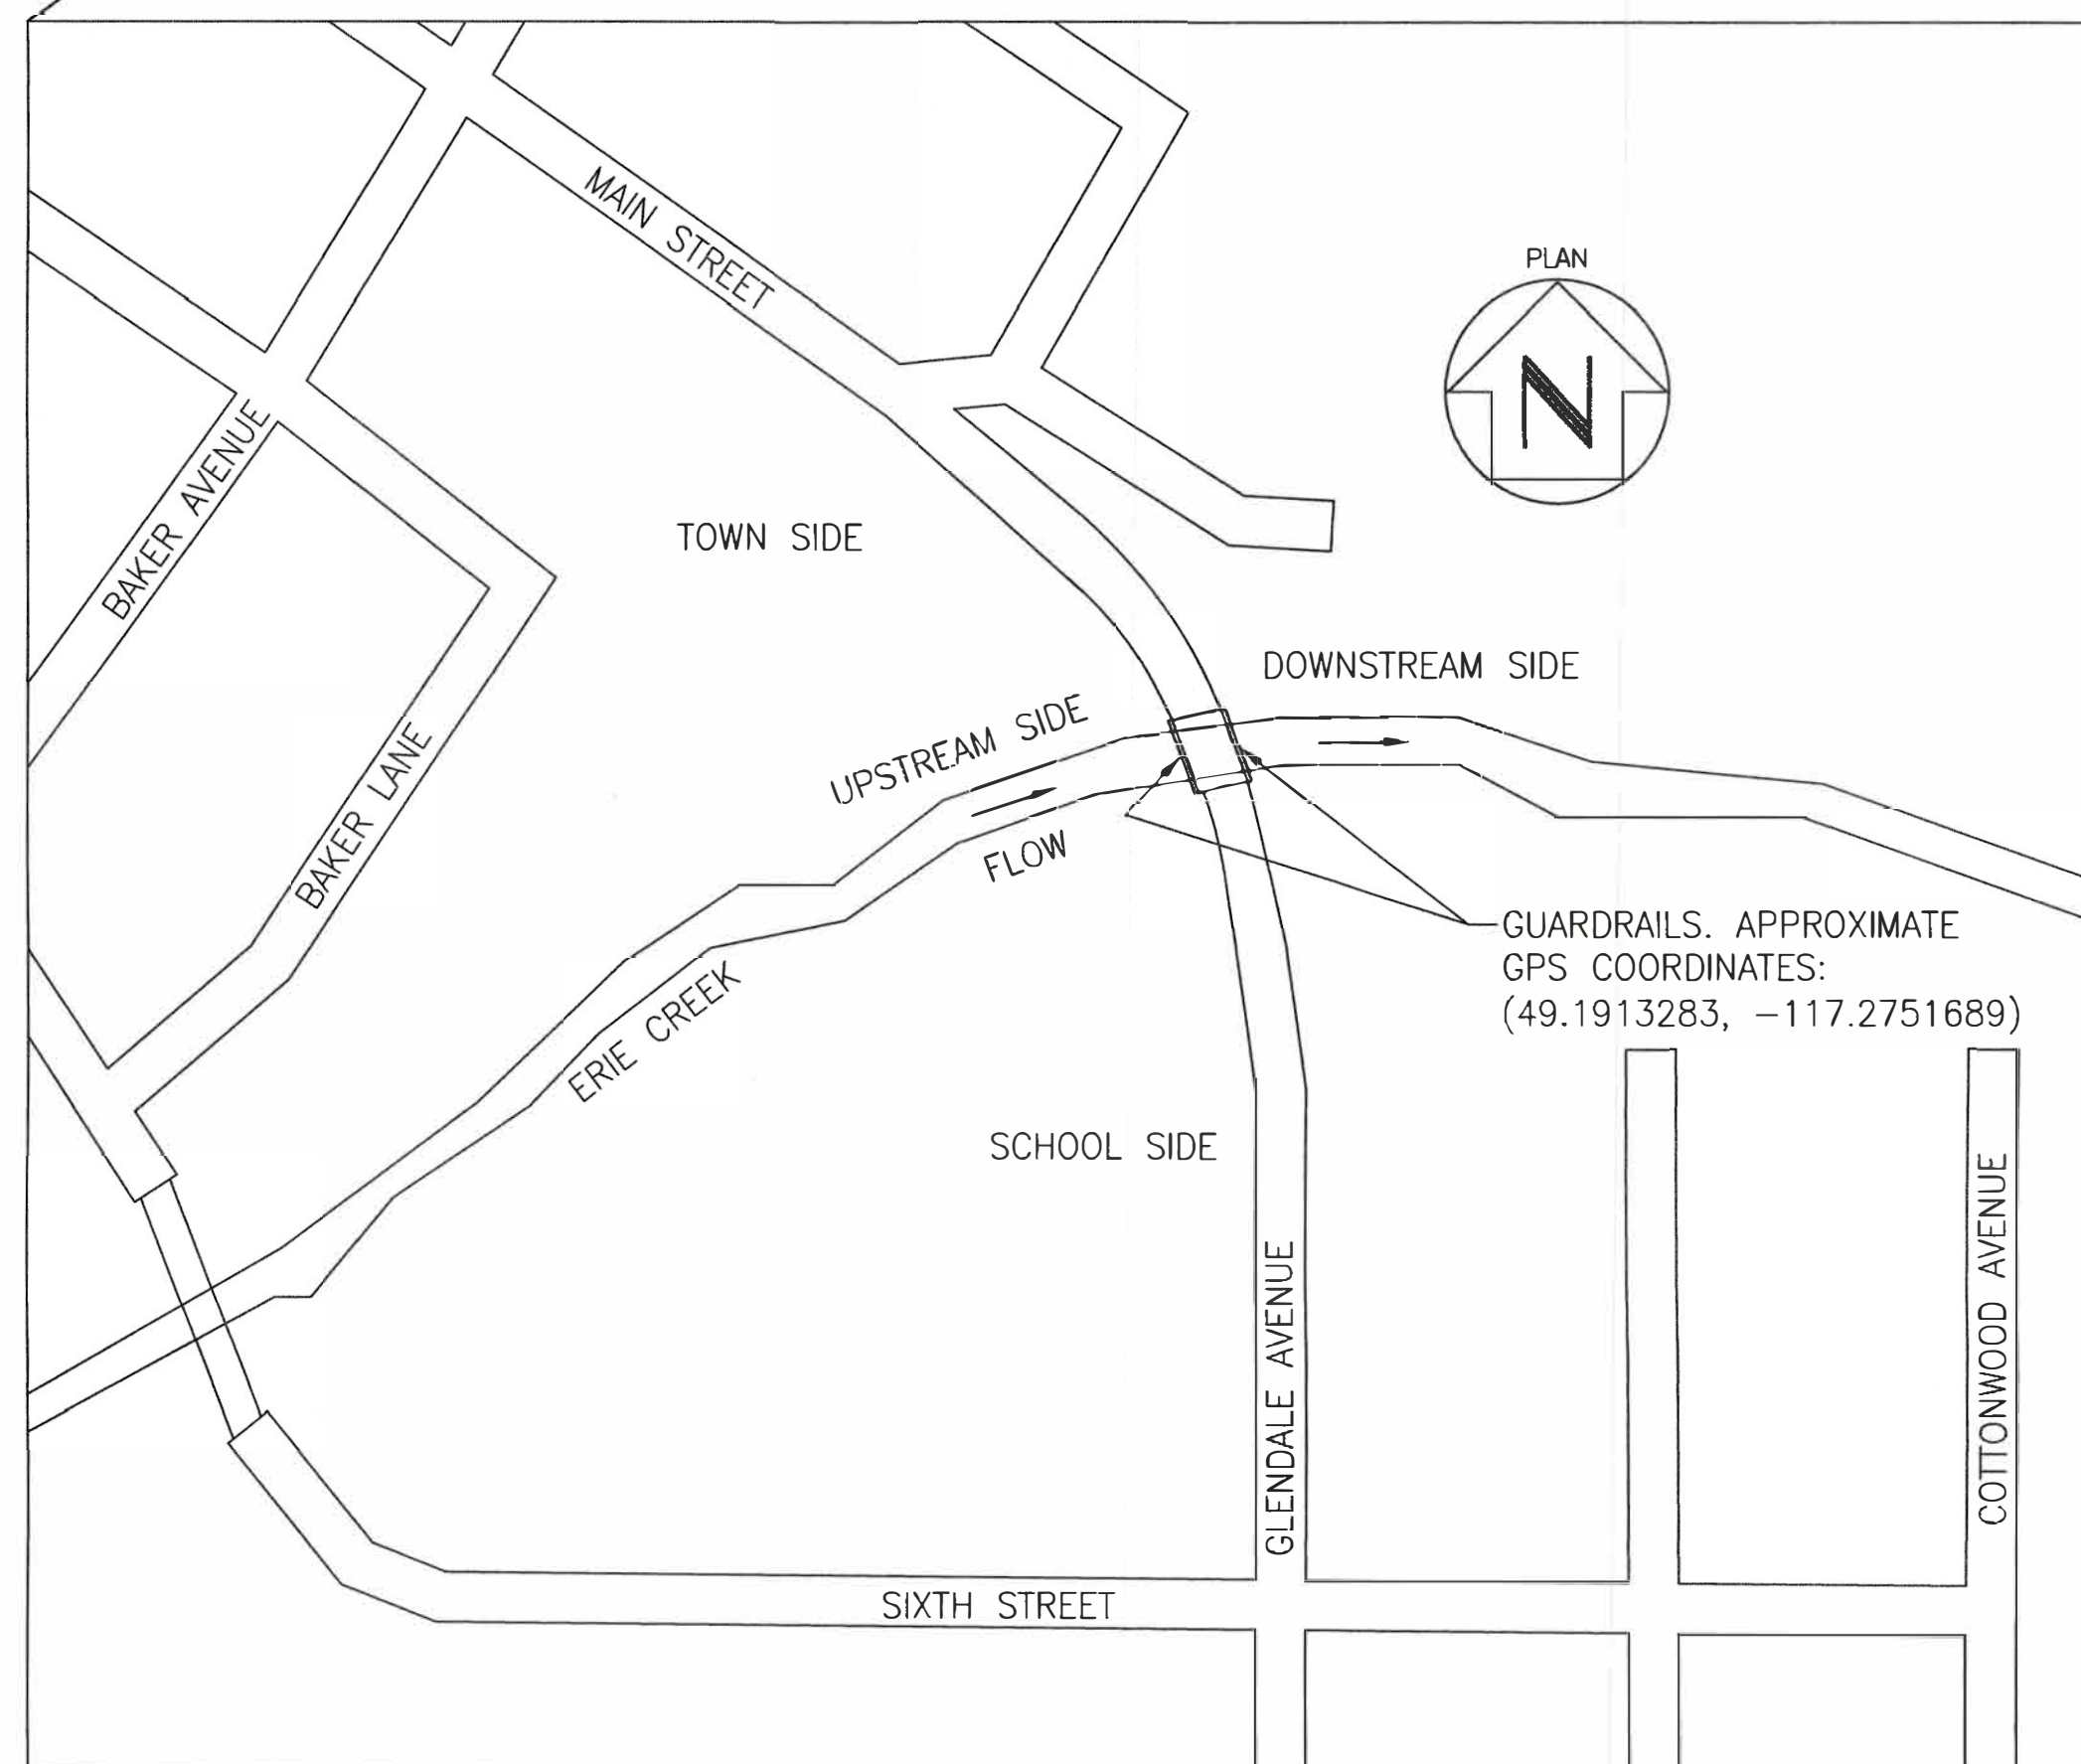 MAIN STREET
PLAN
N
BAKER AVENUE
TOWN SIDE
DOWNSTREAM SIDE
UPSTREAM SIDE
BAKER LANE
FLOW
GUARDRAILS. APPROXIMATE
GPS COORDINATES:
(49.1913283, -117.2751689)
ERIE CREEK
SCHOOL SIDE
GLENDALE AVENUE
COTTONWOOD AVENUE
SIXTH STREET